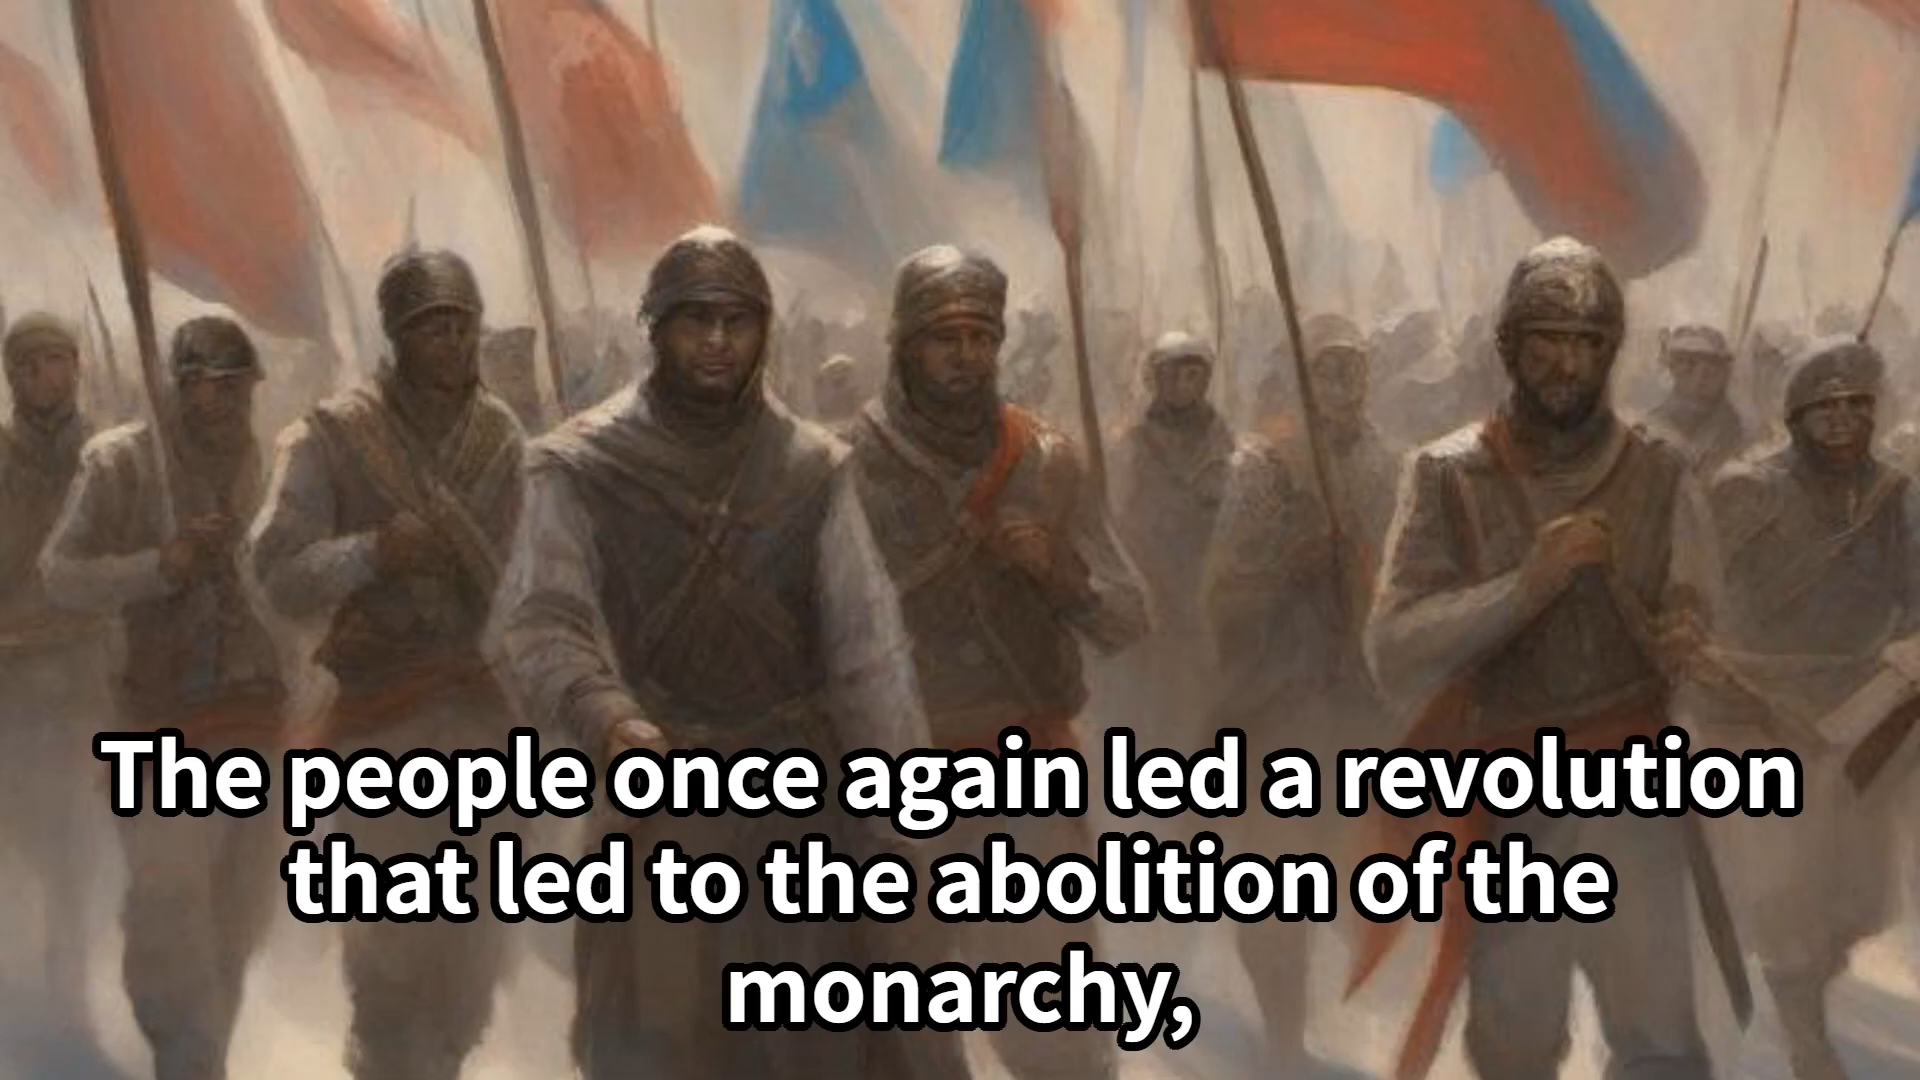 The people once again led a revolution
that led to the abolition of the
monarchy,